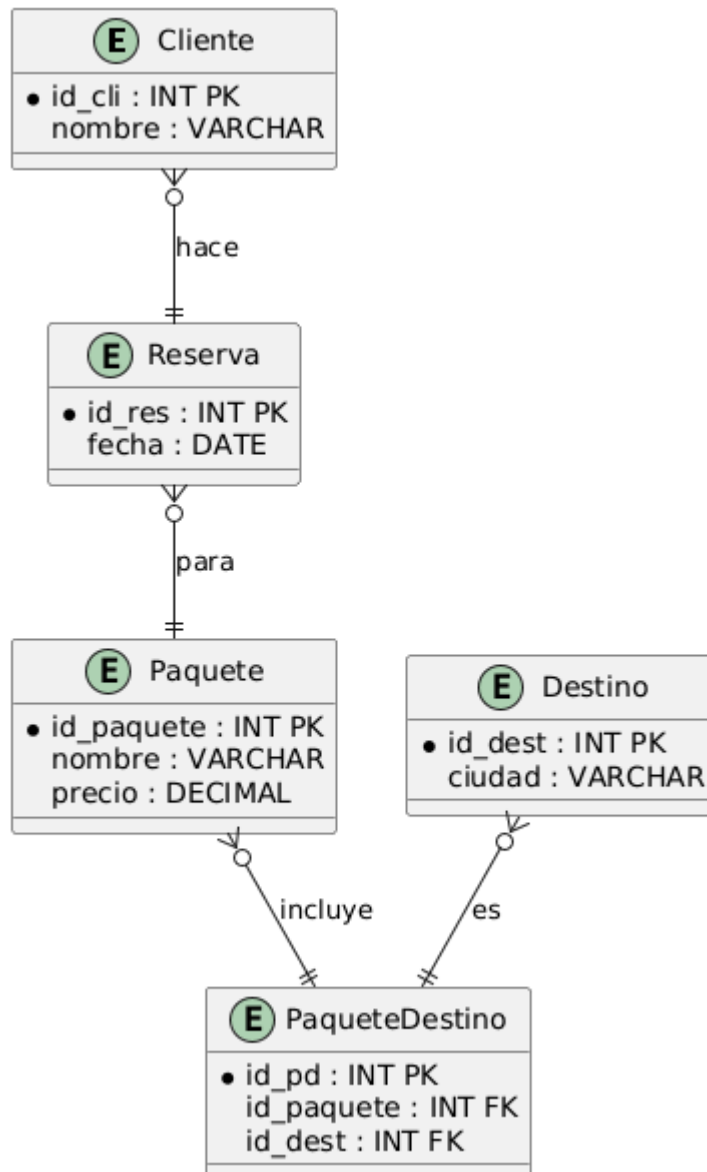 E Cliente
id_cli : INT PK
nombre : VARCHAR
hace
E Reserva
id_res : INT PK
fecha : DATE
para
E Paquete
id_paquete : INT PK
nombre : VARCHAR
precio : DECIMAL
E Destino
id_dest : INT PK
ciudad : VARCHAR
incluye
es
E PaqueteDestino
id_pd : INT PK
id_paquete : INT FK
id_dest : INT FK